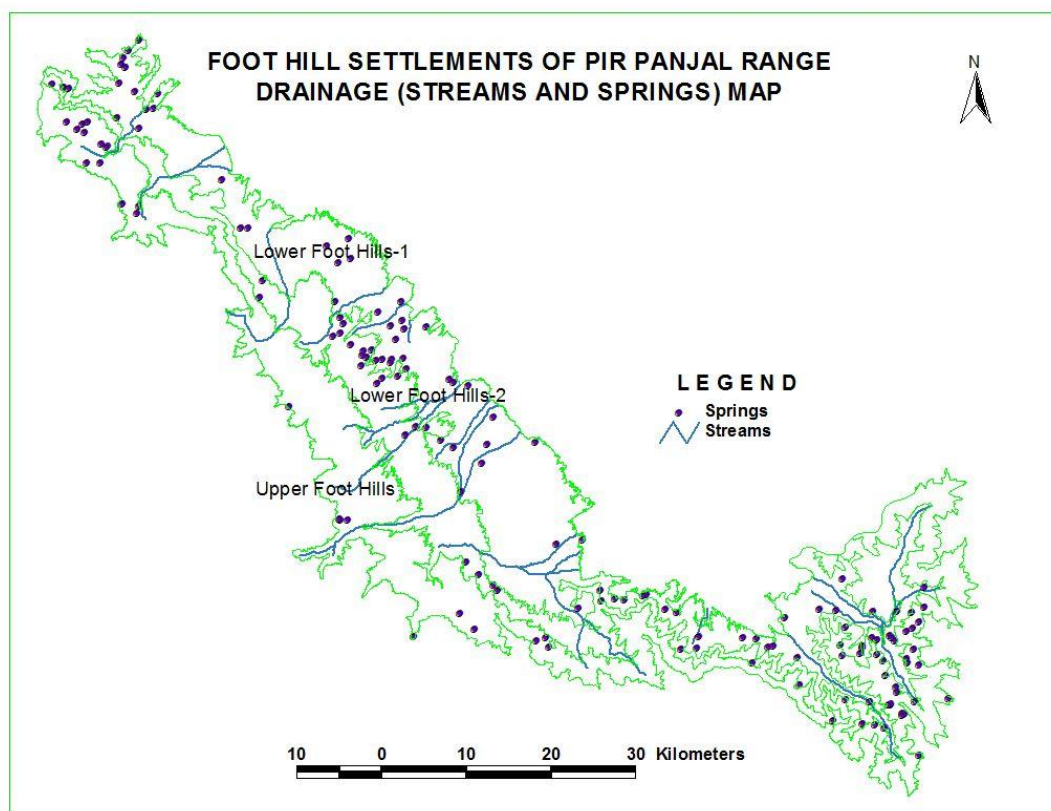 FOOT HILL SETTLEMENTS OF PIR PANJAL RANGE
DRAINAGE (STREAMS AND SPRINGS) MAP
N
Lower Foot Hills-1
Lower Foot Hills-2
LEGEND
Springs
Streams
Upper Foot Hills
10 0 10 20 30 Kilometers